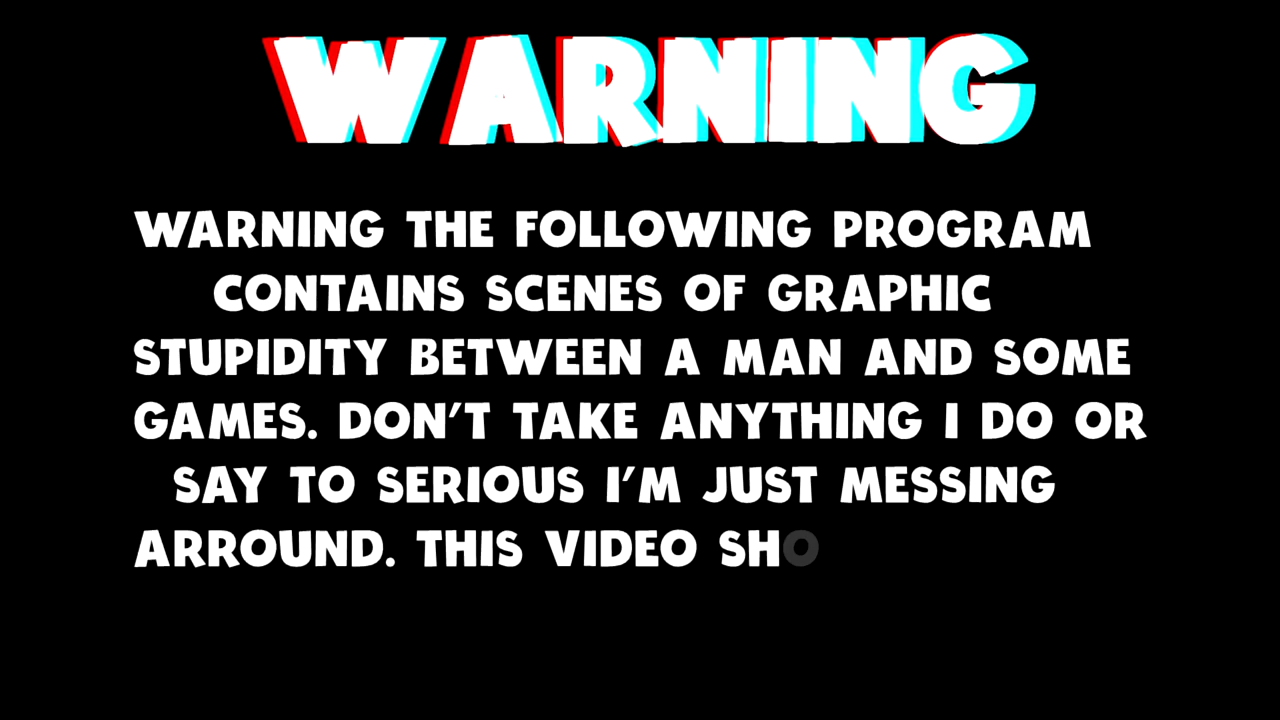 WARNING
WARNING THE FOLLOWING PROGRAM
CONTAINS SCENES OF GRAPHIC
STUPIDITY BETWEEN A MAN AND SOME
GAMES. DON'T TAKE ANYTHING I DO OR
SAY TO SERIOUS I'M JUST MESSING
ARROUND. THIS VIDEO SHO